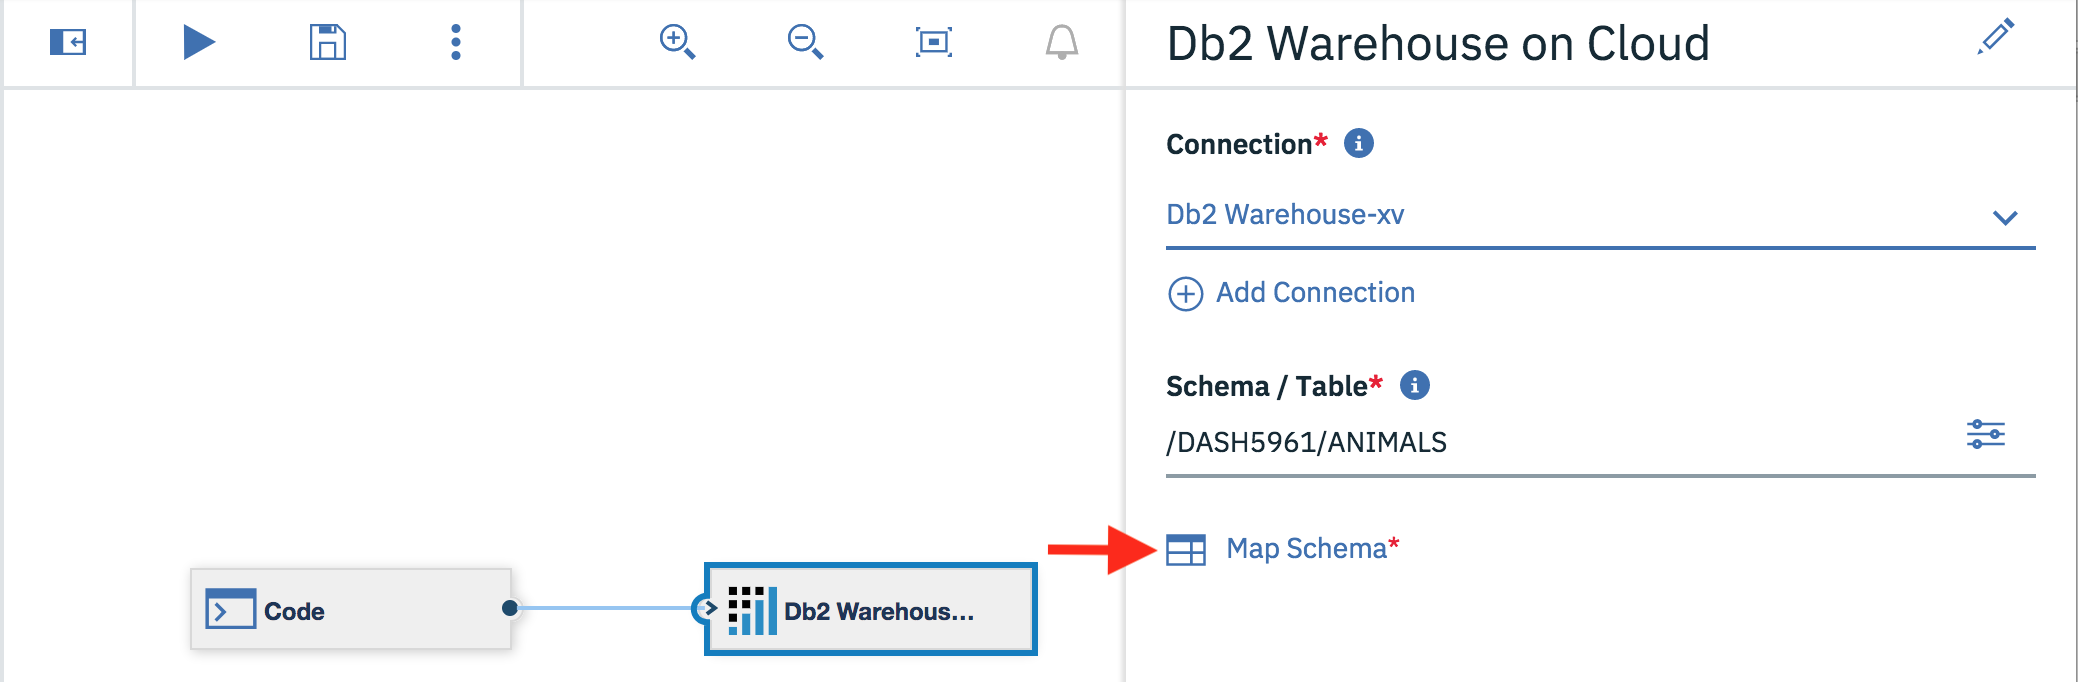 Db2 Warehouse on Cloud
Connection*
Db2 Warehouse-xv
Add Connection
Schema / Table*
/DASH5961/ANIMALS
Map Schema*
Code
Db2 Warehous...